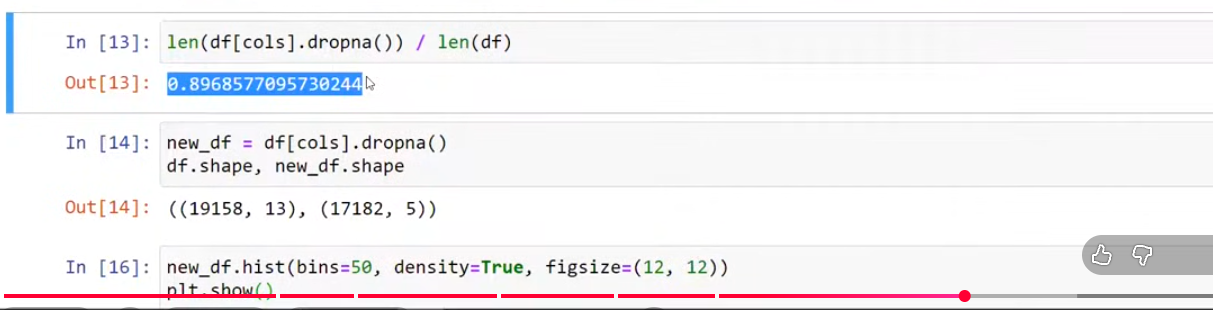 In [13]: len(df[cols].dropna()) / len(df)
Out[13]: 0.8968577095730244
In [14]: new_df = df[cols].dropna()
df.shape, new_df.shape
Out[14]: ((19158, 13), (17182, 5))
In [16]: new_df.hist(bins=50, density=True, figsize=(12, 12))
plt.show()